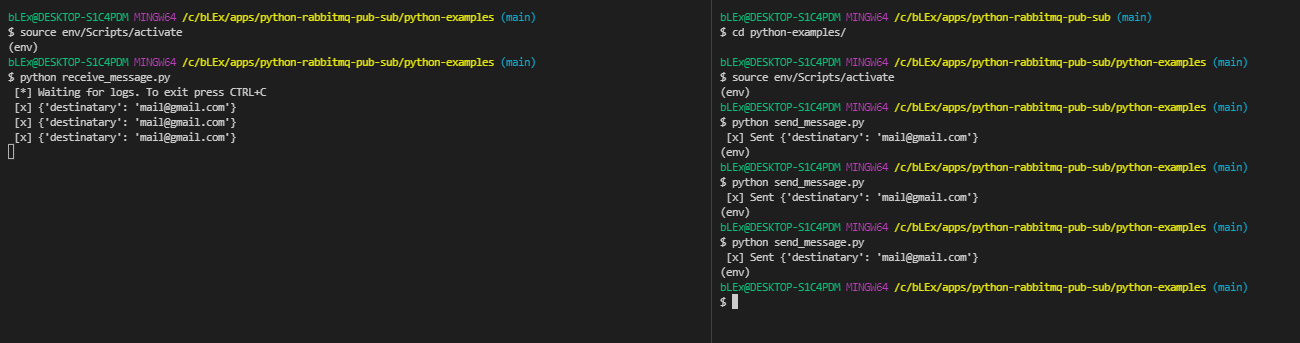 bLEx@DESKTOP-S1C4PDM MINGW64 /c/bLEx/apps/python-rabbitmq-pub-sub/python-examples (main)
$ source env/Scripts/activate
(env)
bLEx@DESKTOP-S1C4PDM MINGW64 /c/bLEx/apps/python-rabbitmq-pub-sub/python-examples (main)
$ python receive_message.py
[*] Waiting for logs. To exit press CTRL+C
[x] {'destinatary': 'mail@gmail.com'}
[x] {'destinatary': 'mail@gmail.com'}
[x] {'destinatary': 'mail@gmail.com'}
bLEx@DESKTOP-S1C4PDM MINGW64 /c/bLEx/apps/python-rabbitmq-pub-sub (main)
$ cd python-examples/
bLEx@DESKTOP-S1C4PDM MINGW64 /c/bLEx/apps/python-rabbitmq-pub-sub/python-examples (main)
$ source env/Scripts/activate
(env)
bLEx@DESKTOP-S1C4PDM MINGW64 /c/bLEx/apps/python-rabbitmq-pub-sub/python-examples (main)
$ python send_message.py
[x] Sent {'destinatary': 'mail@gmail.com'}
(env)
bLEx@DESKTOP-S1C4PDM MINGW64 /c/bLEx/apps/python-rabbitmq-pub-sub/python-examples (main)
$ python send_message.py
[x] Sent {'destinatary': 'mail@gmail.com'}
(env)
bLEx@DESKTOP-S1C4PDM MINGW64 /c/bLEx/apps/python-rabbitmq-pub-sub/python-examples (main)
$ python send_message.py
[x] Sent {'destinatary': 'mail@gmail.com'}
(env)
bLEx@DESKTOP-S1C4PDM MINGW64 /c/bLEx/apps/python-rabbitmq-pub-sub/python-examples (main)
$